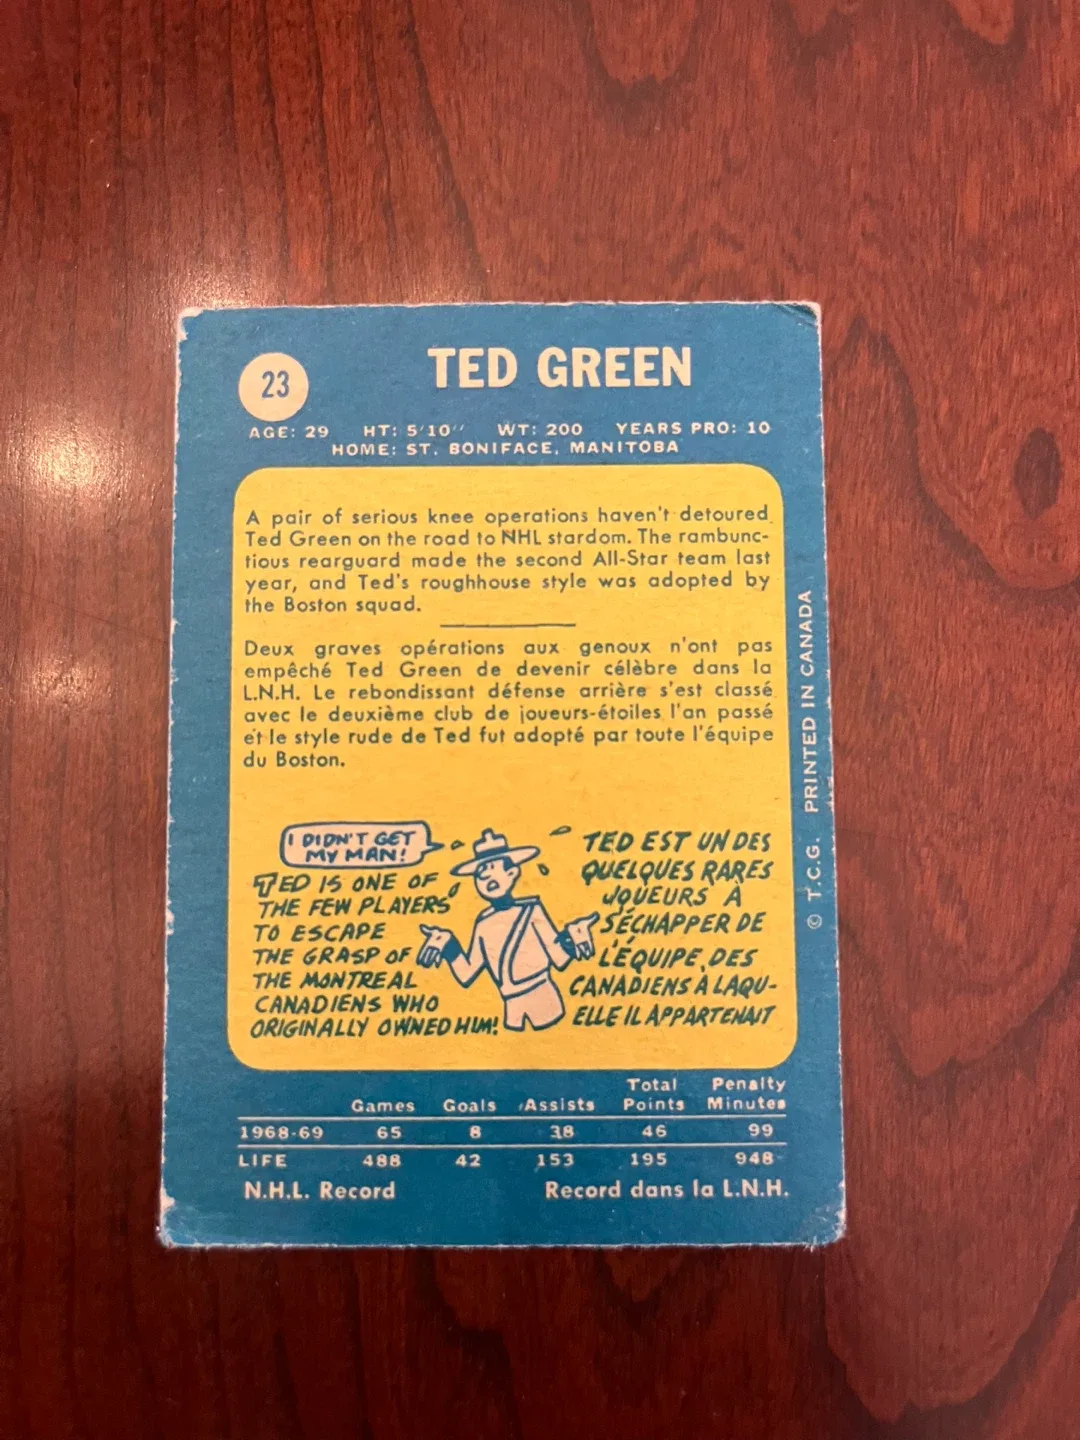 23
TED GREEN
AGE: 29 HT: 5'10'' WT: 200 YEARS PRO: 10
HOME: ST. BONIFACE, MANITOBA
A pair of serious knee operations haven't detoured
Ted Green on the road to NHL stardom. The rambunc-
tious rearguard made the second All-Star team last
year, and Ted's roughhouse style was adopted by
the Boston squad.
Deux graves opérations aux genoux n'ont pas
empêché Ted Green de devenir célèbre dans la
L.N.H. Le rebondissant défense arrière s'est classé
avec le deuxième club de joueurs-étoiles l'an passé
et le style rude de Ted fut adopté par toute l'équipe
du Boston.
I DIDN'T GET
MY MAN!
TED IS ONE OF
THE FEW PLAYERS
TO ESCAPE
THE GRASP OF
THE MONTREAL
CANADIENS WHO
ORIGINALLY OWNED HIM!
TED EST UN DES
QUELQUES RARES
JOUEURS À
S'ÉCHAPPER DE
L'ÉQUIPE DES
CANADIENS À LAQU-
ELLE IL APPARTENAIT
Games Goals Assists Total Points Penalty Minutes
1968-69 65 8 38 46 99
LIFE 488 42 153 195 948
N.H.L. Record Record dans la L.N.H.
© T.C.G. PRINTED IN CANADA